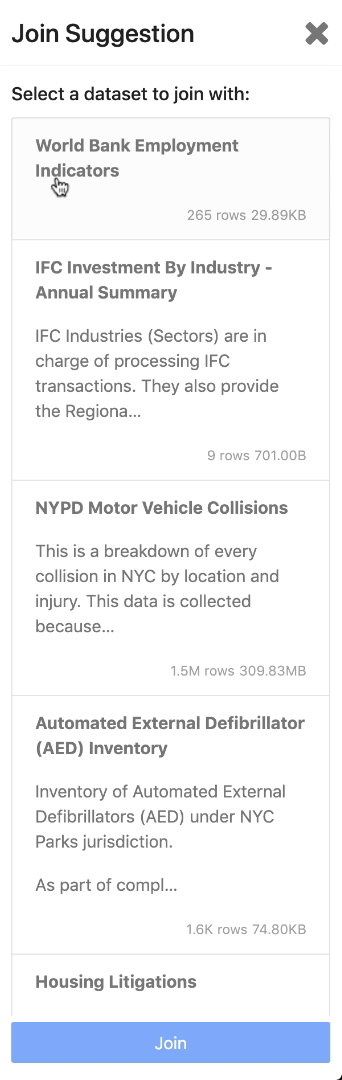 Join Suggestion
Select a dataset to join with:
World Bank Employment
Indicators
265 rows 29.89KB
IFC Investment By Industry -
Annual Summary
IFC Industries (Sectors) are in
charge of processing IFC
transactions. They also provide
the Regiona...
9 rows 701.00B
NYPD Motor Vehicle Collisions
This is a breakdown of every
collision in NYC by location and
injury. This data is collected
because...
1.5M rows 309.83MB
Automated External Defibrillator
(AED) Inventory
Inventory of Automated External
Defibrillators (AED) under NYC
Parks jurisdiction.
As part of compl...
1.6K rows 74.80KB
Housing Litigations
Join